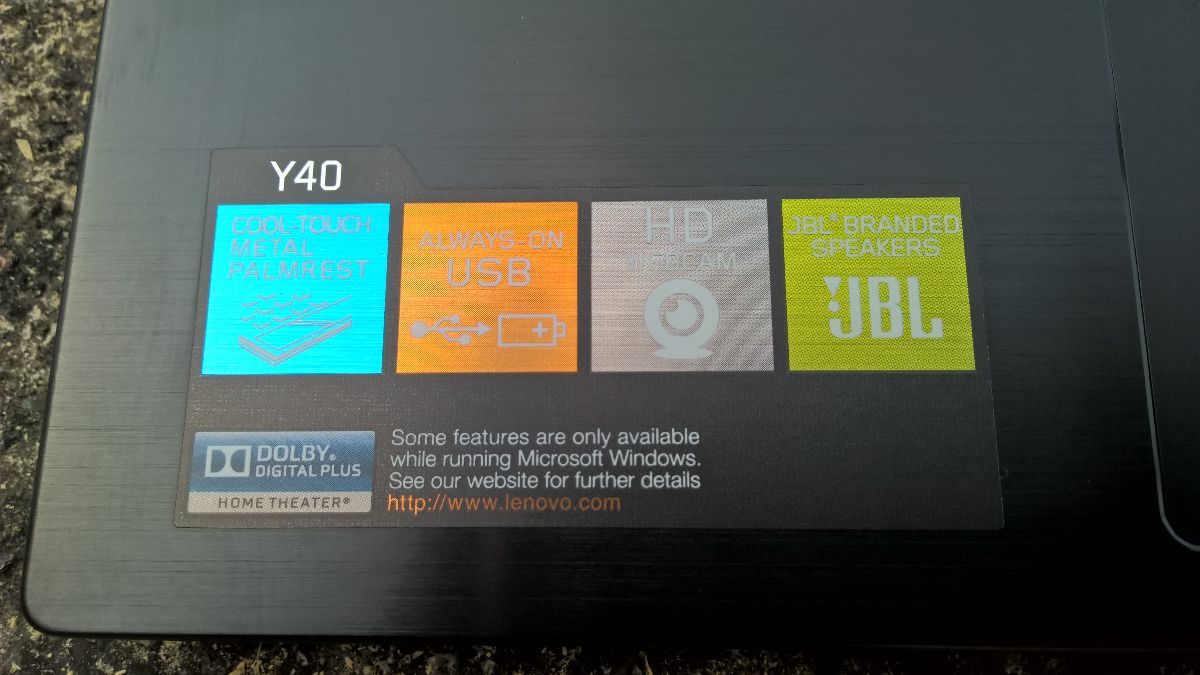 Y40
COOL-TOUCH
METAL
PALMREST
ALWAYS-ON
USB
HD
WEBCAM
JBL® BRANDED
SPEAKERS
JBL
DOLBY®
DIGITAL PLUS
HOME THEATER®
Some features are only available
while running Microsoft Windows.
See our website for further details
http://www.lenovo.com